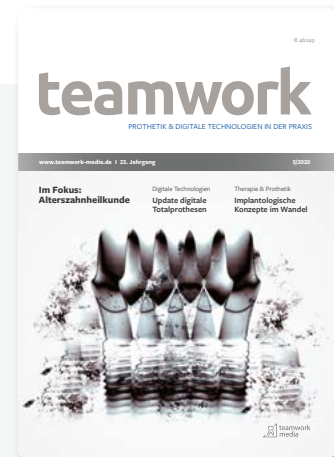 B 46249
teamwork
PROTHETIK & DIGITALE TECHNOLOGIEN IN DER PRAXIS
www.teamwork-media.de I 23. Jahrgang
5/2020
Im Fokus:
Alterszahnheilkunde
Digitale Technologien
Update digitale
Totalprothesen
Therapie & Prothetik
Implantologische
Konzepte im Wandel
teamwork
media